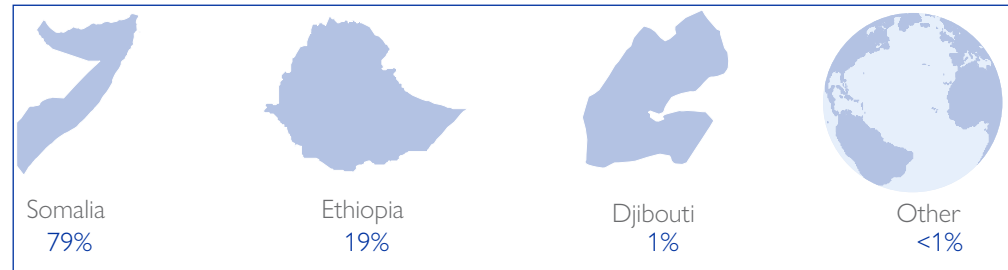 Somalia
79%
Ethiopia
19%
Djibouti
1%
Other
<1%